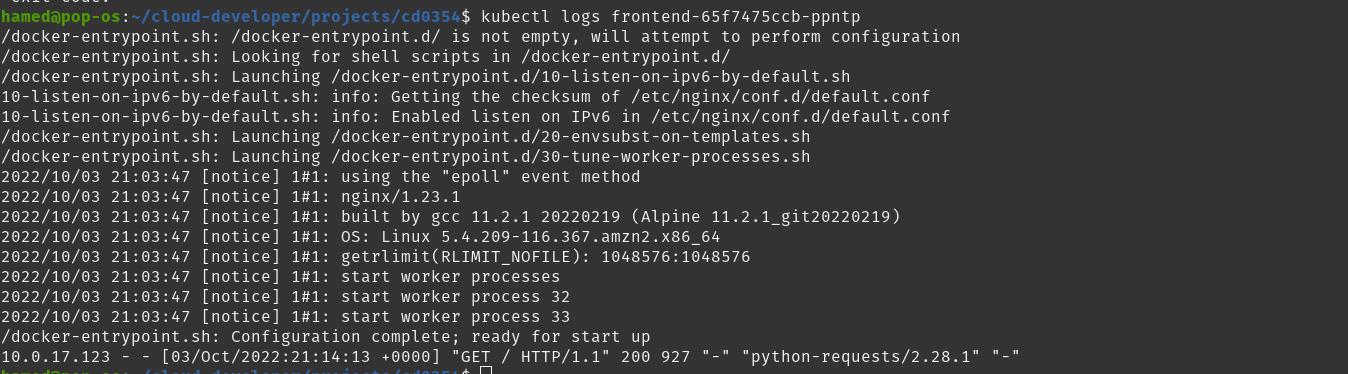 exit code.
hamed@pop-os:~/cloud-developer/projects/cd0354$ kubectl logs frontend-65f7475ccb-ppntp
/docker-entrypoint.sh: /docker-entrypoint.d/ is not empty, will attempt to perform configuration
/docker-entrypoint.sh: Looking for shell scripts in /docker-entrypoint.d/
/docker-entrypoint.sh: Launching /docker-entrypoint.d/10-listen-on-ipv6-by-default.sh
10-listen-on-ipv6-by-default.sh: info: Getting the checksum of /etc/nginx/conf.d/default.conf
10-listen-on-ipv6-by-default.sh: info: Enabled listen on IPv6 in /etc/nginx/conf.d/default.conf
/docker-entrypoint.sh: Launching /docker-entrypoint.d/20-envsubst-on-templates.sh
/docker-entrypoint.sh: Launching /docker-entrypoint.d/30-tune-worker-processes.sh
2022/10/03 21:03:47 [notice] 1#1: using the "epoll" event method
2022/10/03 21:03:47 [notice] 1#1: nginx/1.23.1
2022/10/03 21:03:47 [notice] 1#1: built by gcc 11.2.1 20220219 (Alpine 11.2.1_git20220219)
2022/10/03 21:03:47 [notice] 1#1: OS: Linux 5.4.209-116.367.amzn2.x86_64
2022/10/03 21:03:47 [notice] 1#1: getrlimit(RLIMIT_NOFILE): 1048576:1048576
2022/10/03 21:03:47 [notice] 1#1: start worker processes
2022/10/03 21:03:47 [notice] 1#1: start worker process 32
2022/10/03 21:03:47 [notice] 1#1: start worker process 33
/docker-entrypoint.sh: Configuration complete; ready for start up
10.0.17.123 - - [03/Oct/2022:21:14:13 +0000] "GET / HTTP/1.1" 200 927 "-" "python-requests/2.28.1" "-"
hamed@pop-os:~/cloud-developer/projects/cd0354$